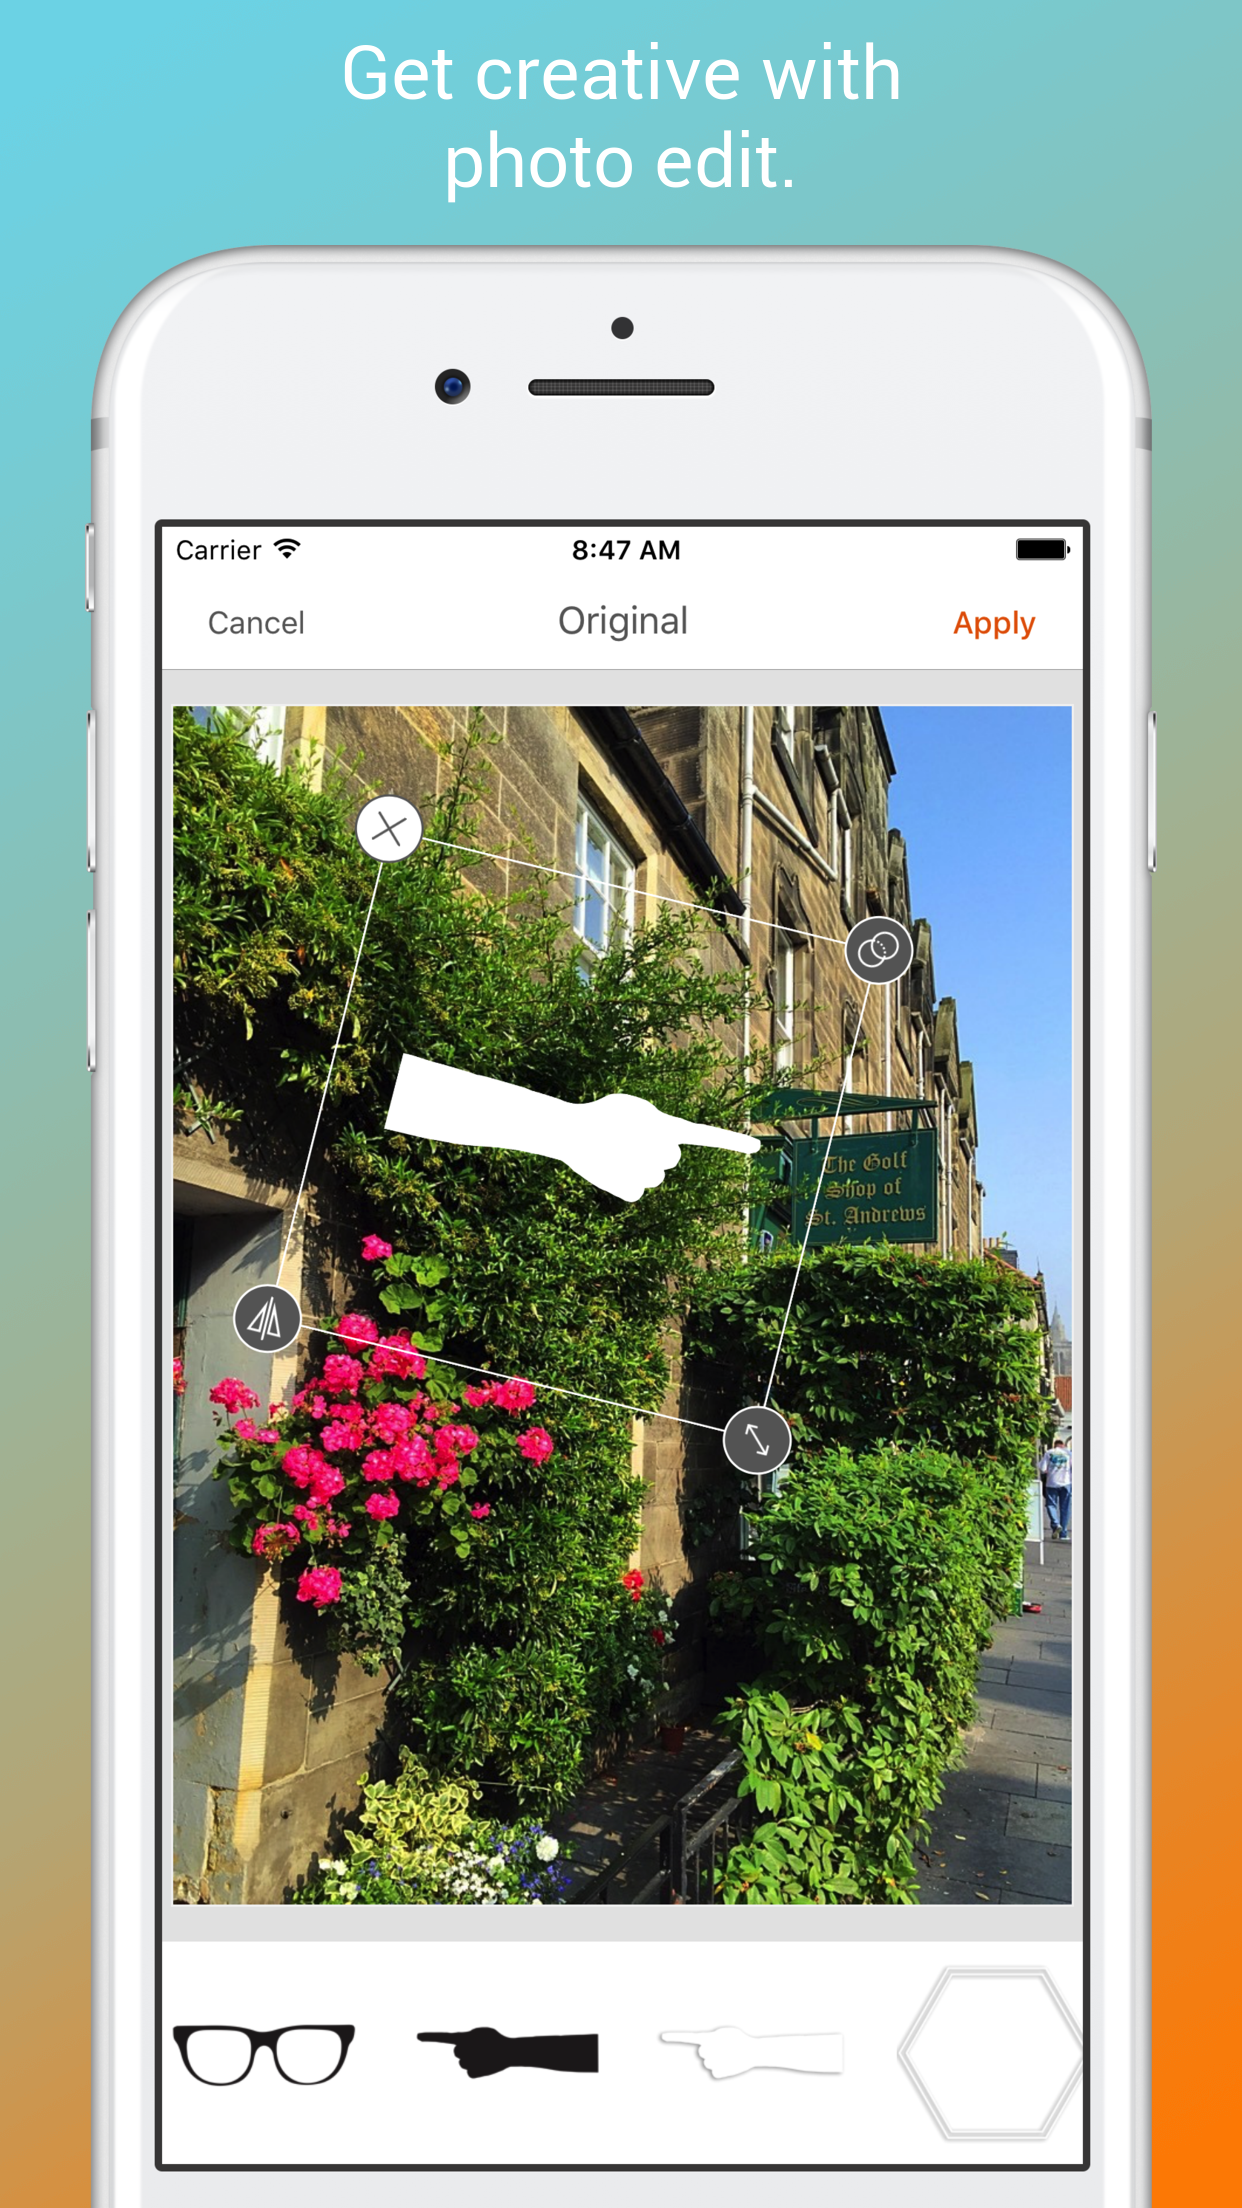 Get creative with
photo edit.
Carrier
8:47 AM
Cancel
Original
Apply
The Golf
Shop of
St. Andrews